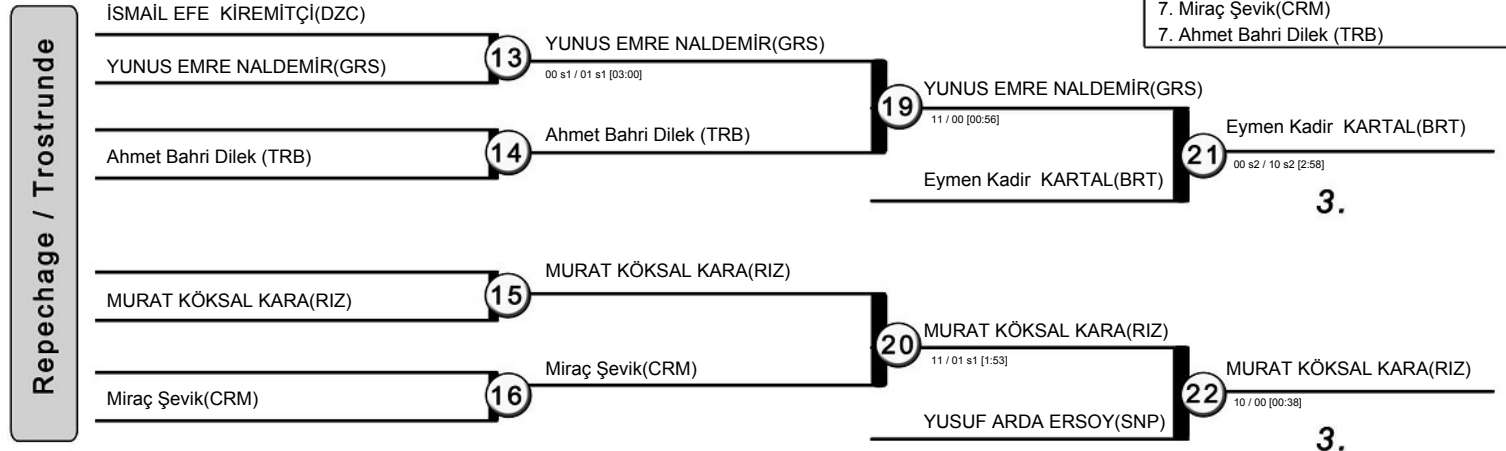 Repechage / Trostrunde
7. Miraç Şevik(CRM)
7. Ahmet Bahri Dilek (TRB)
İSMAİL EFE  KİREMİTÇİ(DZC)
YUNUS EMRE NALDEMİR(GRS)
13
YUNUS EMRE NALDEMİR(GRS)
00 s1 / 01 s1 [03:00]
Ahmet Bahri Dilek (TRB)
14
Ahmet Bahri Dilek (TRB)
19
YUNUS EMRE NALDEMİR(GRS)
11 / 00 [00:56]
Eymen Kadir  KARTAL(BRT)
21
Eymen Kadir  KARTAL(BRT)
00 s2 / 10 s2 [2:58]
3.
MURAT KÖKSAL KARA(RIZ)
15
MURAT KÖKSAL KARA(RIZ)
Miraç Şevik(CRM)
16
Miraç Şevik(CRM)
20
MURAT KÖKSAL KARA(RIZ)
11 / 01 s1 [1:53]
YUSUF ARDA ERSOY(SNP)
22
MURAT KÖKSAL KARA(RIZ)
10 / 00 [00:38]
3.